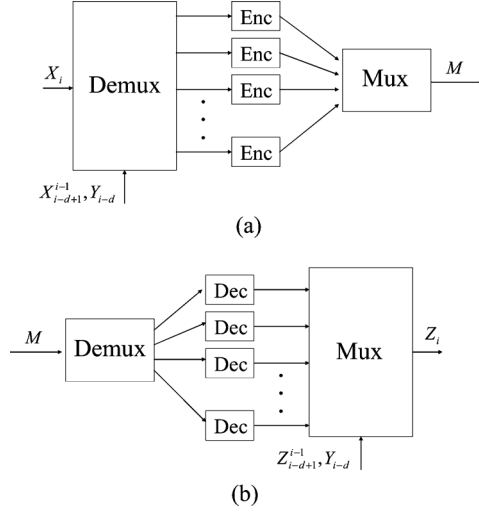 Enc
Enc
X_i Demux Enc Mux M
Enc
X_{i-d+1}^{i-1}, Y_{i-d}
(a)
Dec
Dec
M Demux Dec Mux Z_i
Dec
Z_{i-d+1}^{i-1}, Y_{i-d}
(b)